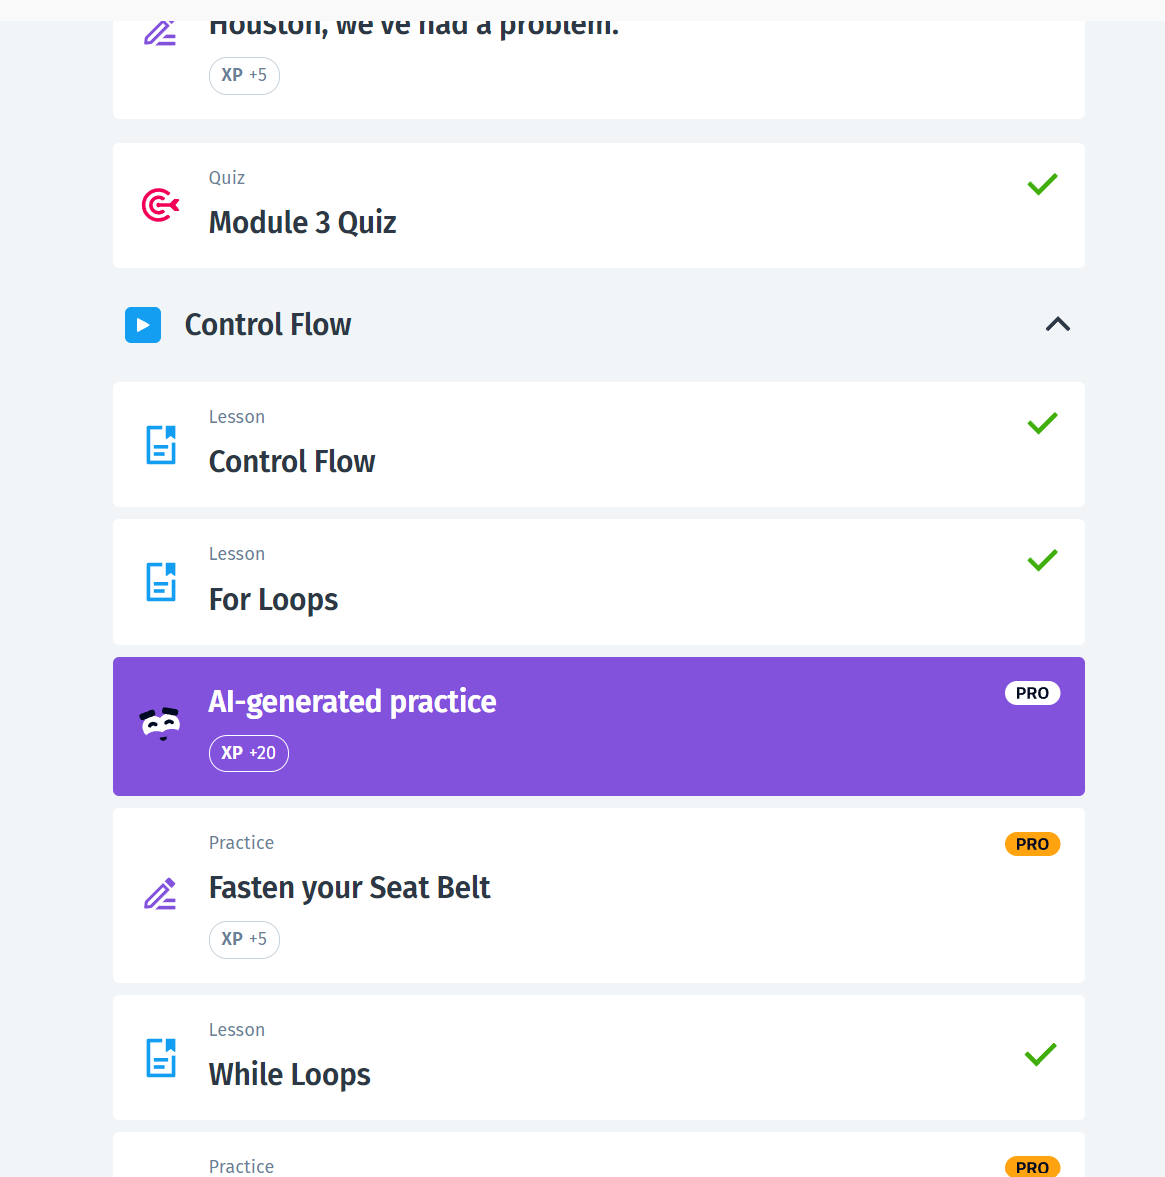 Houston, we've had a problem.
XP +5
Quiz
Module 3 Quiz
Control Flow
Lesson
Control Flow
Lesson
For Loops
AI-generated practice
PRO
XP +20
Practice
PRO
Fasten your Seat Belt
XP +5
Lesson
While Loops
Practice
PRO